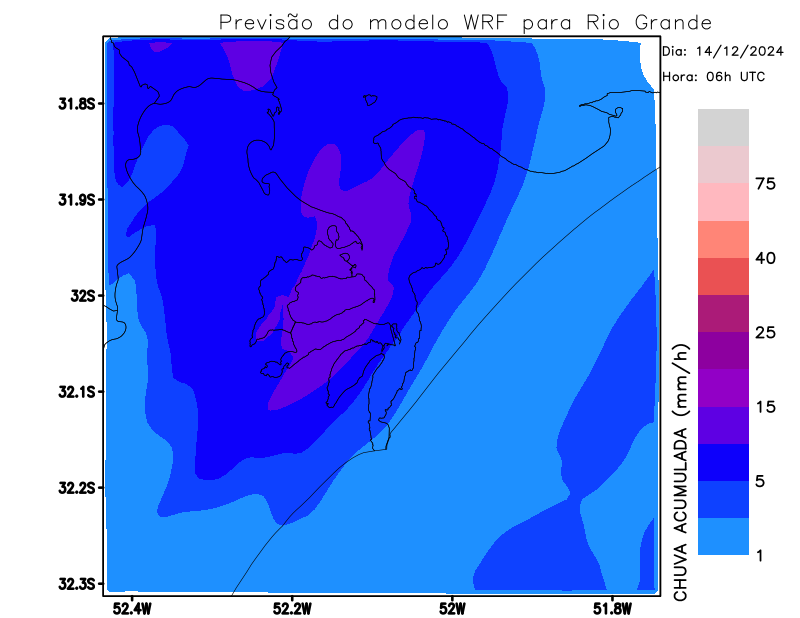 Previsão do modelo WRF para Rio Grande
Dia: 14/12/2024
Hora: 06h UTC
31.8S
31.9S
32S
32.1S
32.2S
32.3S
52.4W
52.2W
52W
51.8W
75
40
25
15
5
1
CHUVA ACUMULADA (mm/h)